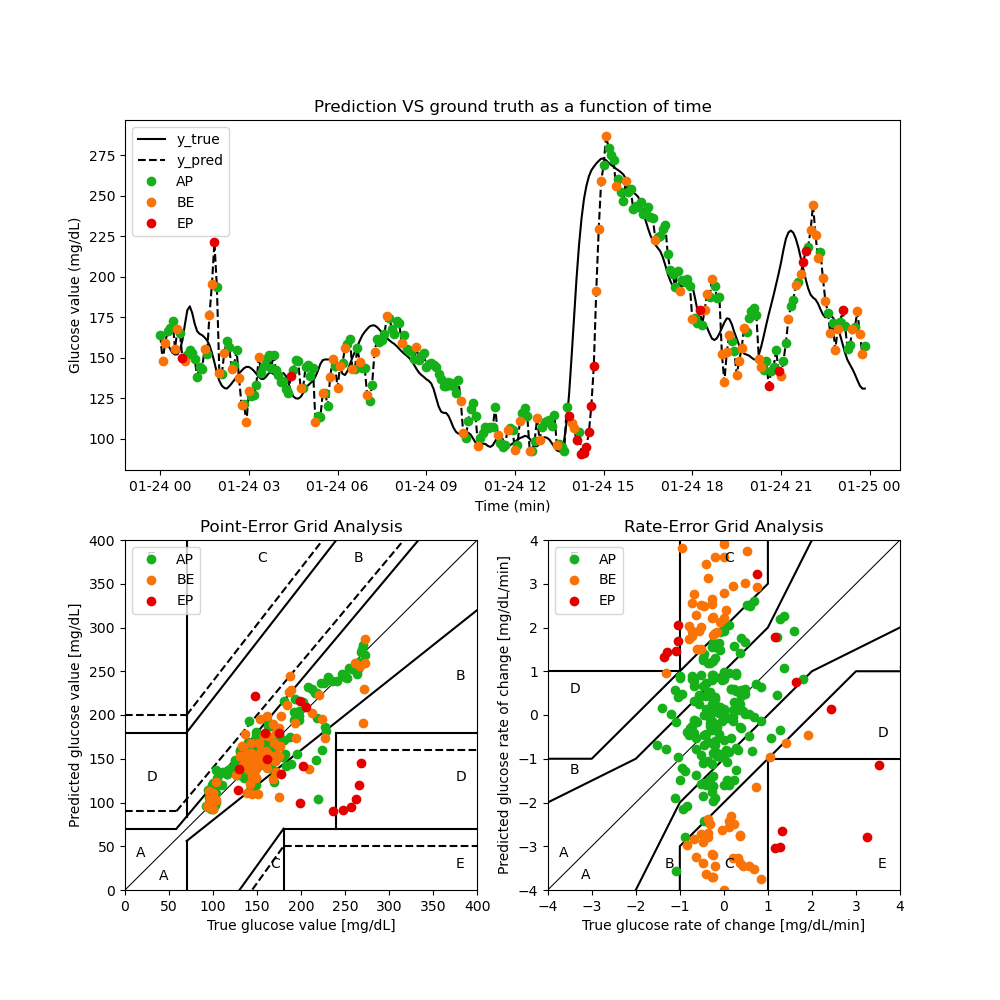 Prediction VS ground truth as a function of time
Glucose value (mg/dL)
275
250
225
200
175
150
125
100
y_true
y_pred
AP
BE
EP
01-24 00 01-24 03 01-24 06 01-24 09 01-24 12 01-24 15 01-24 18 01-24 21 01-25 00
Time (min)
Point-Error Grid Analysis
Predicted glucose value [mg/dL]
400
350
300
250
200
150
100
50
0
AP
BE
EP
C B
B
D D
A
A
C E
0 50 100 150 200 250 300 350 400
True glucose value [mg/dL]
Rate-Error Grid Analysis
Predicted glucose rate of change [mg/dL/min]
4
3
2
1
0
−1
−2
−3
−4
AP
BE
EP
C
D
D
B
A
A
B C E
−4 −3 −2 −1 0 1 2 3 4
True glucose rate of change [mg/dL/min]